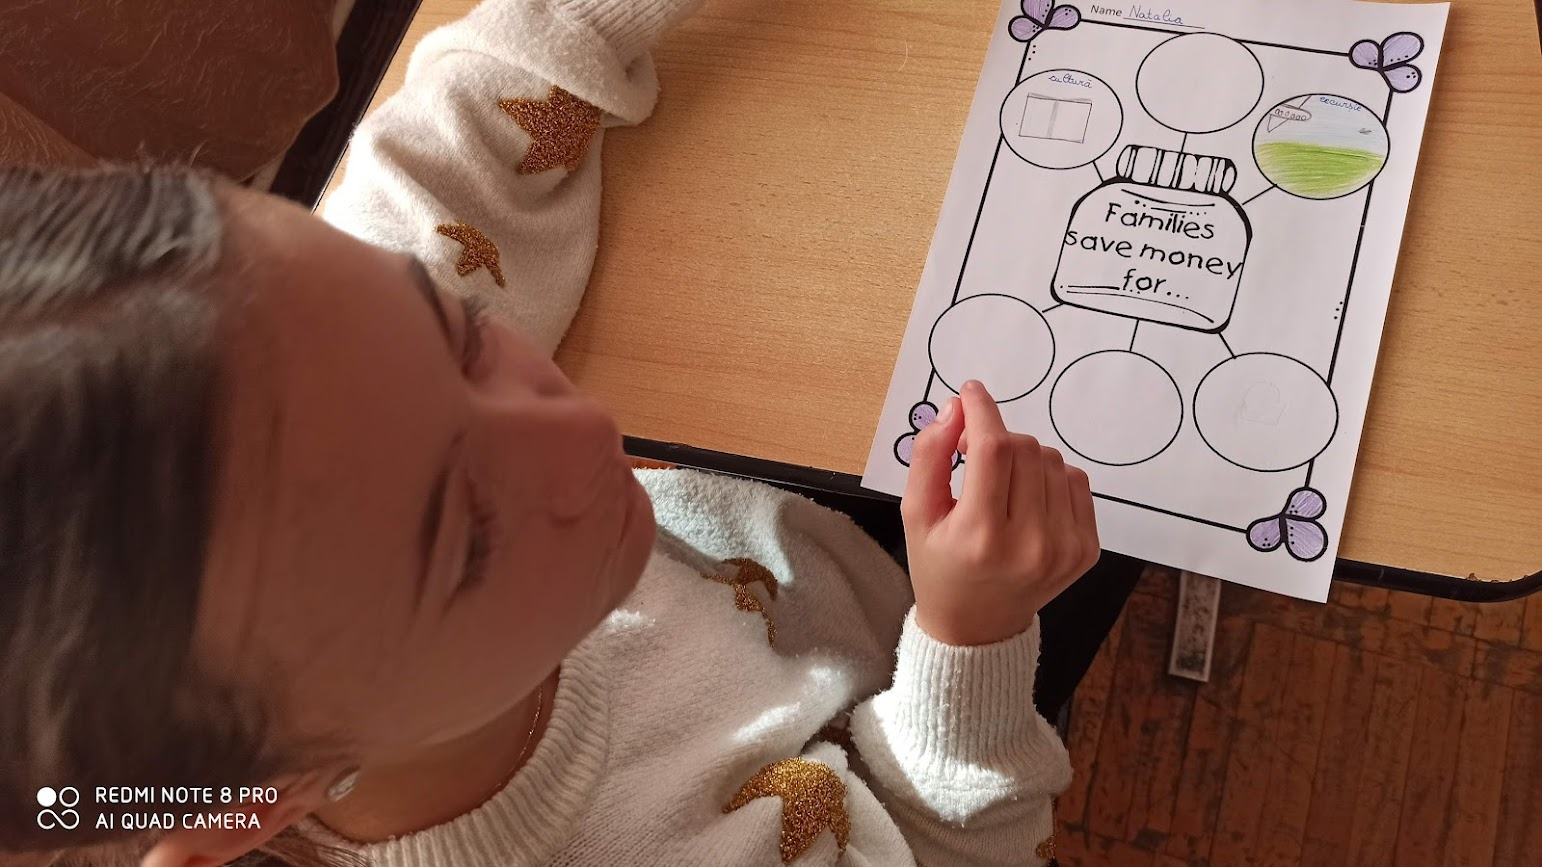 Name Natalia
cultură
excursie
Families
save money
for...
REDMI NOTE 8 PRO
AI QUAD CAMERA